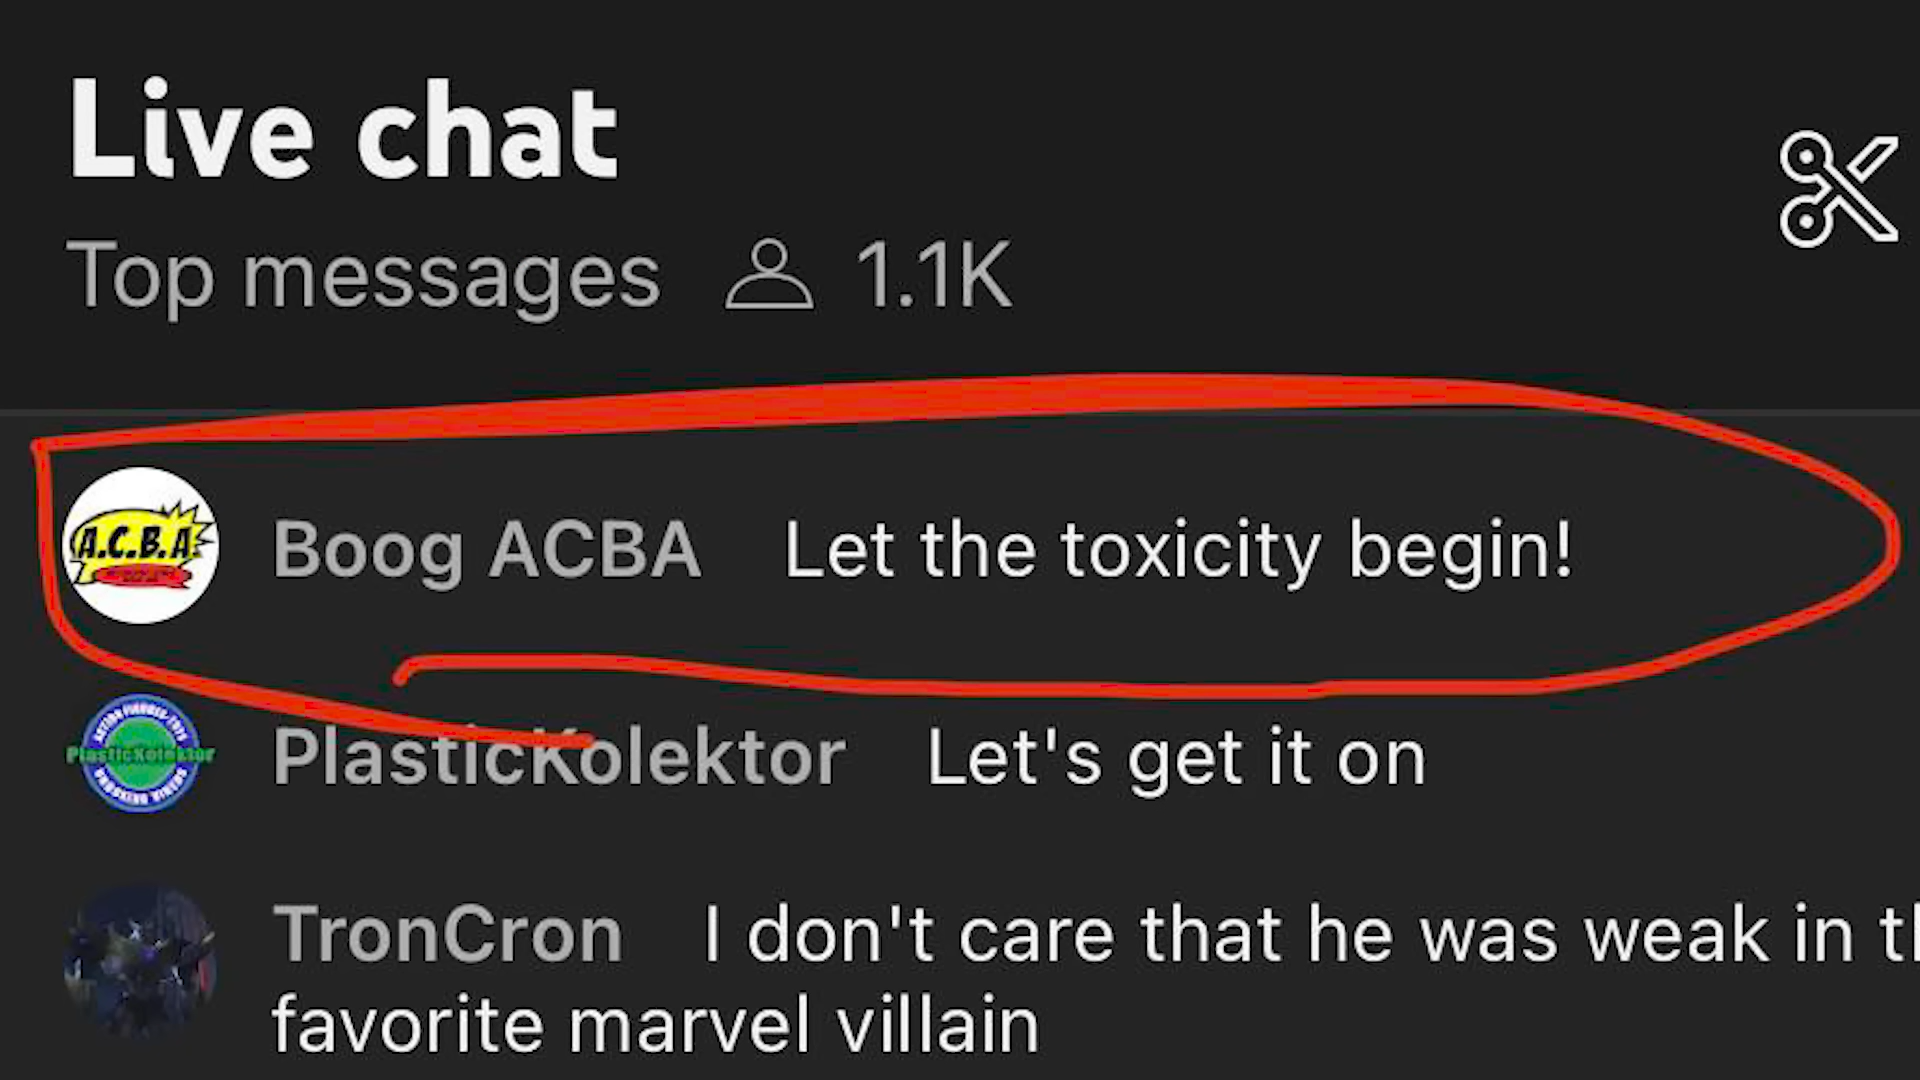 Live chat
Top messages 1.1K
A.C.B.A
Boog ACBA Let the toxicity begin!
PlasticKolektor
PlasticKolektor Let's get it on
TronCron I don't care that he was weak in
favorite marvel villain